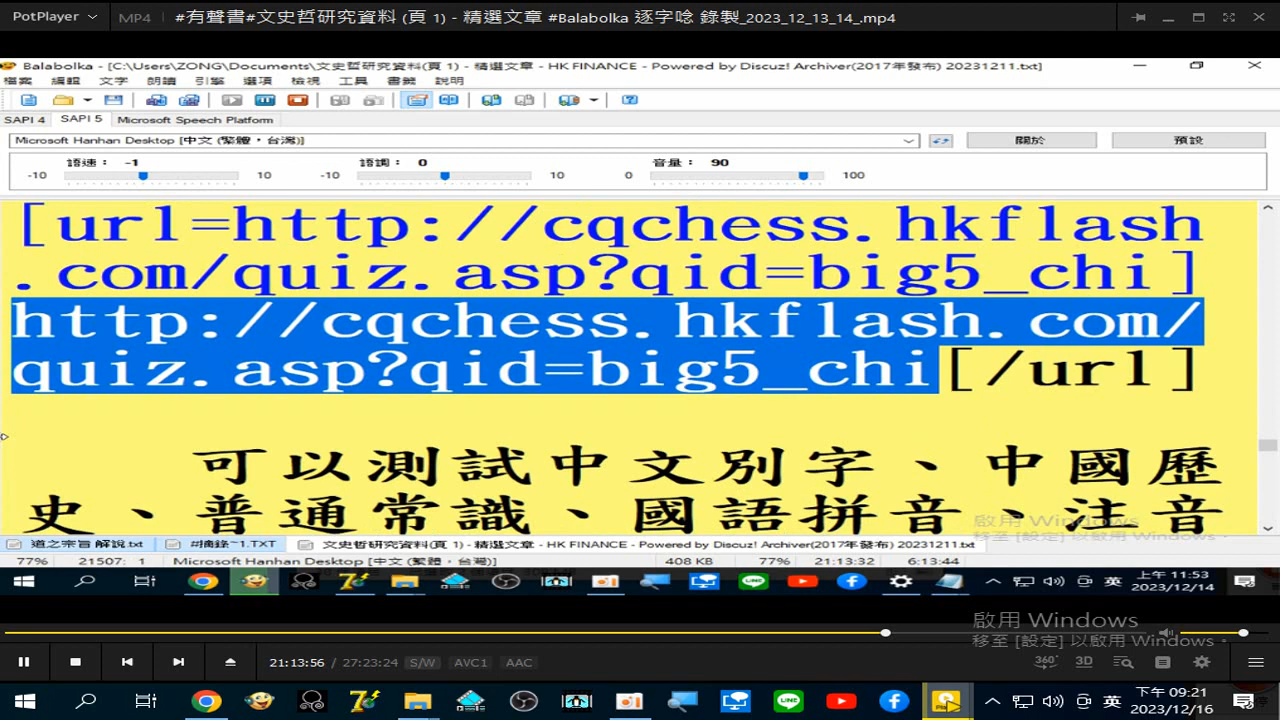 PotPlayer
MP4
#有聲書#文史哲研究資料 (頁 1) - 精選文章 #Balabolka 逐字唸 錄製_2023_12_13_14_.mp4
Balabolka - [C:\Users\ZONG\Documents\文史哲研究資料(頁 1) - 精選文章 - HK FINANCE - Powered by Discuz! Archiver(2017年發布) 20231211.txt]
檔案 編輯 文字 朗讀 引擎 選項 檢視 工具 書籤 說明
SAPI 4 SAPI 5 Microsoft Speech Platform
Microsoft Hanhan Desktop [中文 (繁體，台灣)]
關於
預設
語速： -1 語調： 0 音量： 90
-10 10 -10 10 0 100
[url=http://cqchess.hkflash
.com/quiz.asp?qid=big5_chi]
http://cqchess.hkflash.com/
quiz.asp?qid=big5_chi[/url]
可以測試中文別字、中國歷
史、普通常識、國語拼音、注音
啟用 Windows
移至 [設定] 以啟用 Windows。
道之宗旨 解說.txt
#摘錄~1.TXT
文史哲研究資料(頁 1) - 精選文章 - HK FINANCE - Powered by Discuz! Archiver(2017年發布) 20231211.txt
77% 21507: 1 Microsoft Hanhan Desktop [中文 (繁體，台灣)] 408 KB 77% 21:13:32 6:13:44
英
上午 11:53
2023/12/14
啟用 Windows
移至 [設定] 以啟用 Windows。
21:13:56 / 27:23:24 S/W AVC1 AAC
360° 3D
英
下午 09:21
2023/12/16